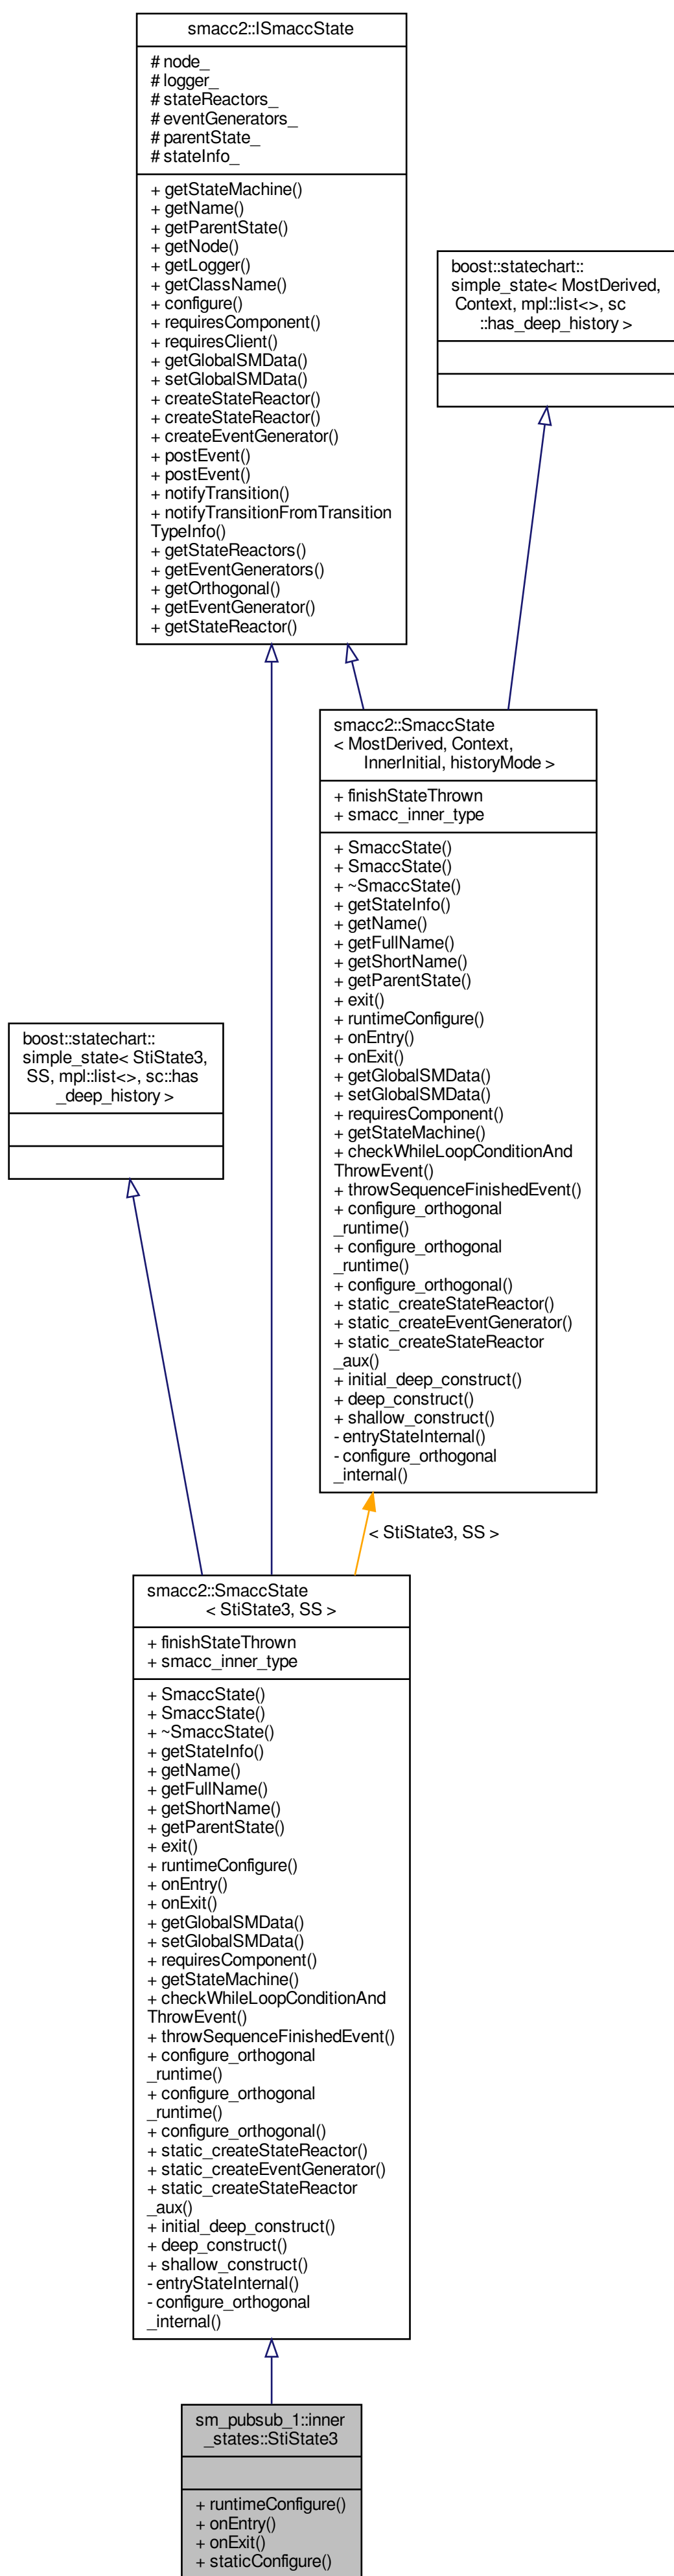 smacc2::ISmaccState
# node_
# logger_
# stateReactors_
# eventGenerators_
# parentState_
# stateInfo_
+ getStateMachine()
+ getName()
+ getParentState()
+ getNode()
+ getLogger()
+ getClassName()
+ configure()
+ requiresComponent()
+ requiresClient()
+ getGlobalSMData()
+ setGlobalSMData()
+ createStateReactor()
+ createStateReactor()
+ createEventGenerator()
+ postEvent()
+ postEvent()
+ notifyTransition()
+ notifyTransitionFromTransition
TypeInfo()
+ getStateReactors()
+ getEventGenerators()
+ getOrthogonal()
+ getEventGenerator()
+ getStateReactor()
boost::statechart::
simple_state< MostDerived,
Context, mpl::list<>, sc
::has_deep_history >
smacc2::SmaccState
< MostDerived, Context,
InnerInitial, historyMode >
+ finishStateThrown
+ smacc_inner_type
+ SmaccState()
+ SmaccState()
+ ~SmaccState()
+ getStateInfo()
+ getName()
+ getFullName()
+ getShortName()
+ getParentState()
+ exit()
+ runtimeConfigure()
+ onEntry()
+ onExit()
+ getGlobalSMData()
+ setGlobalSMData()
+ requiresComponent()
+ getStateMachine()
+ checkWhileLoopConditionAnd
ThrowEvent()
+ throwSequenceFinishedEvent()
+ configure_orthogonal
_runtime()
+ configure_orthogonal
_runtime()
+ configure_orthogonal()
+ static_createStateReactor()
+ static_createEventGenerator()
+ static_createStateReactor
_aux()
+ initial_deep_construct()
+ deep_construct()
+ shallow_construct()
- entryStateInternal()
- configure_orthogonal
_internal()
boost::statechart::
simple_state< StiState3,
SS, mpl::list<>, sc::has
_deep_history >
< StiState3, SS >
smacc2::SmaccState
< StiState3, SS >
+ finishStateThrown
+ smacc_inner_type
+ SmaccState()
+ SmaccState()
+ ~SmaccState()
+ getStateInfo()
+ getName()
+ getFullName()
+ getShortName()
+ getParentState()
+ exit()
+ runtimeConfigure()
+ onEntry()
+ onExit()
+ getGlobalSMData()
+ setGlobalSMData()
+ requiresComponent()
+ getStateMachine()
+ checkWhileLoopConditionAnd
ThrowEvent()
+ throwSequenceFinishedEvent()
+ configure_orthogonal
_runtime()
+ configure_orthogonal
_runtime()
+ configure_orthogonal()
+ static_createStateReactor()
+ static_createEventGenerator()
+ static_createStateReactor
_aux()
+ initial_deep_construct()
+ deep_construct()
+ shallow_construct()
- entryStateInternal()
- configure_orthogonal
_internal()
sm_pubsub_1::inner
_states::StiState3
+ runtimeConfigure()
+ onEntry()
+ onExit()
+ staticConfigure()